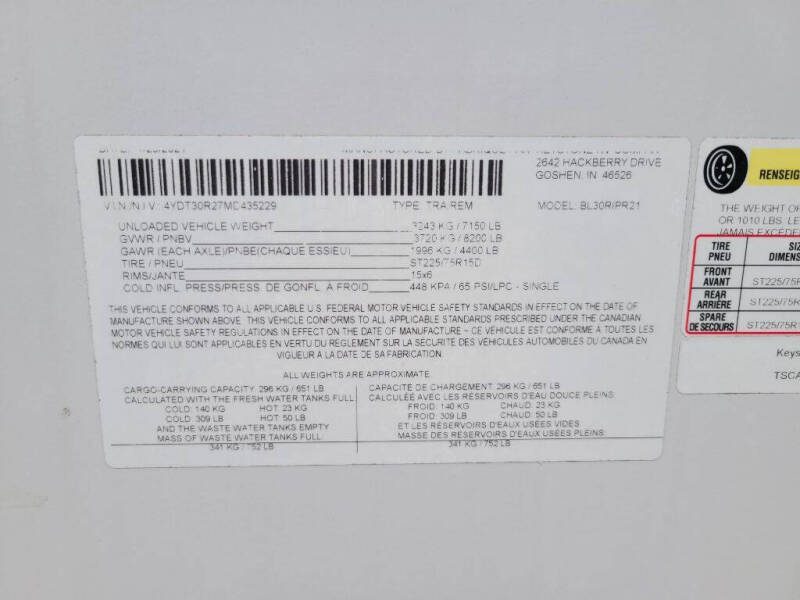 2642 HACKBERRY DRIVE
GOSHEN, IN 46526
V.I.N./N.I.V.: 4YDT30R27MD435229 TYPE: TRA/REM MODEL: BL30RIPR21
UNLOADED VEHICLE WEIGHT 3243 KG / 7150 LB
GVWR / PNBV 3720 KG / 8200 LB
GAWR (EACH AXLE)/PNBE(CHAQUE ESSIEU) 1996 KG / 4400 LB
TIRE / PNEU ST225/75R15D
RIMS/JANTE 15x6
COLD INFL. PRESS/PRESS. DE GONFL À FROID 448 KPA / 65 PSI/LPC - SINGLE
THIS VEHICLE CONFORMS TO ALL APPLICABLE U.S. FEDERAL MOTOR VEHICLE SAFETY STANDARDS IN EFFECT ON THE DATE OF
MANUFACTURE SHOWN ABOVE. THIS VEHICLE CONFORMS TO ALL APPLICABLE STANDARDS PRESCRIBED UNDER THE CANADIAN
MOTOR VEHICLE SAFETY REGULATIONS IN EFFECT ON THE DATE OF MANUFACTURE – CE VÉHICULE EST CONFORME À TOUTES LES
NORMES QUI LUI SONT APPLICABLES EN VERTU DU RÈGLEMENT SUR LA SÉCURITÉ DES VÉHICULES AUTOMOBILES DU CANADA EN
VIGUEUR À LA DATE DE SA FABRICATION.
ALL WEIGHTS ARE APPROXIMATE.
CARGO-CARRYING CAPACITY: 296 KG / 651 LB
CALCULATED WITH THE FRESH WATER TANKS FULL
COLD: 140 KG HOT: 23 KG
COLD: 309 LB HOT: 50 LB
AND THE WASTE WATER TANKS EMPTY
MASS OF WASTE WATER TANKS FULL:
341 KG / 752 LB
CAPACITÉ DE CHARGEMENT: 296 KG / 651 LB
CALCULÉE AVEC LES RÉSERVOIRS D'EAU DOUCE PLEINS
FROID: 140 KG CHAUD: 23 KG
FROID: 309 LB CHAUD: 50 LB
ET LES RÉSERVOIRS D'EAUX USÉES VIDES
MASSE DES RÉSERVOIRS D'EAUX USÉES PLEINS:
341 KG / 752 LB
RENSEIG
THE WEIGHT OF
OR 1010 LBS. LE
JAMAIS EXCÉDE
TIRE PNEU SIZ DIMENS
FRONT AVANT ST225/75R
REAR ARRIÈRE ST225/75R
SPARE DE SECOURS ST225/75R
Keys
TSCA